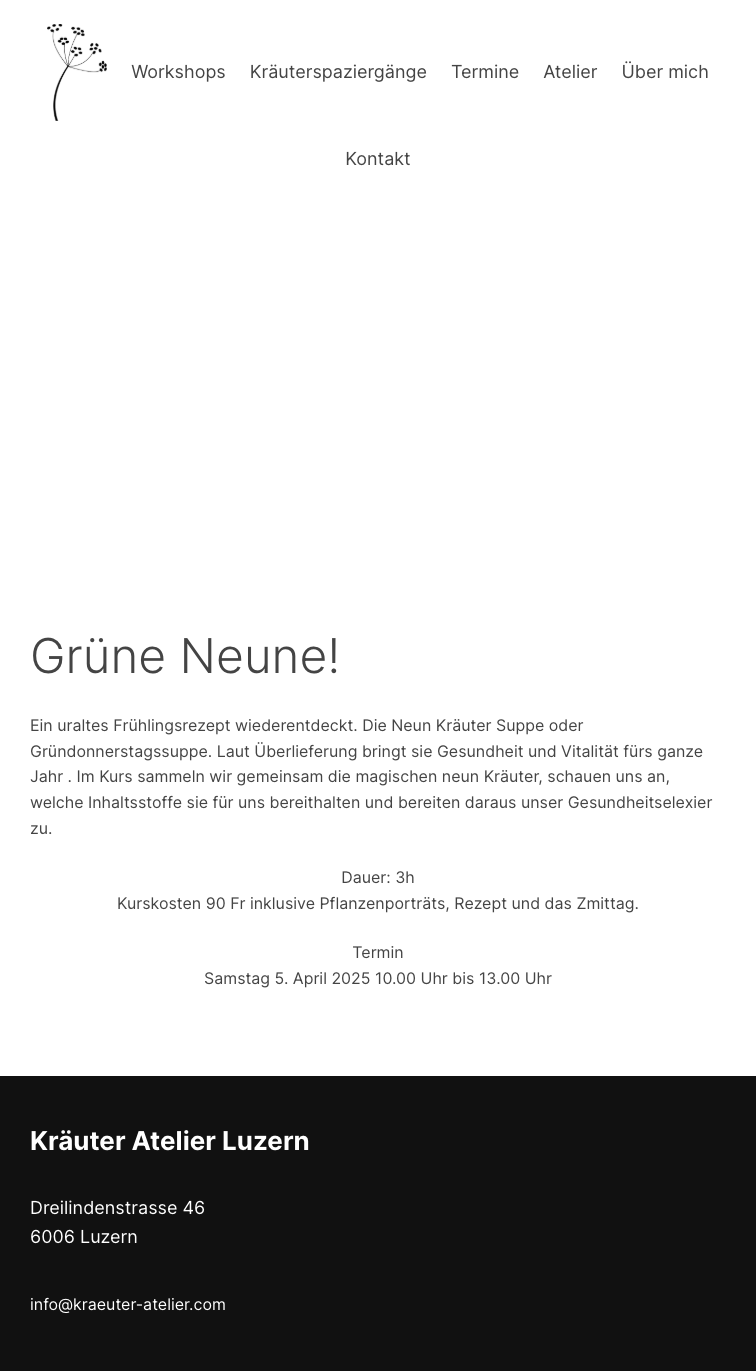 Workshops Kräuterspaziergänge Termine Atelier Über mich
Kontakt
Grüne Neune!
Ein uraltes Frühlingsrezept wiederentdeckt. Die Neun Kräuter Suppe oder
Gründonnerstagssuppe. Laut Überlieferung bringt sie Gesundheit und Vitalität fürs ganze
Jahr . Im Kurs sammeln wir gemeinsam die magischen neun Kräuter, schauen uns an,
welche Inhaltsstoffe sie für uns bereithalten und bereiten daraus unser Gesundheitselexier
zu.
Dauer: 3h
Kurskosten 90 Fr inklusive Pflanzenporträts, Rezept und das Zmittag.
Termin
Samstag 5. April 2025 10.00 Uhr bis 13.00 Uhr
Kräuter Atelier Luzern
Dreilindenstrasse 46
6006 Luzern
info@kraeuter-atelier.com